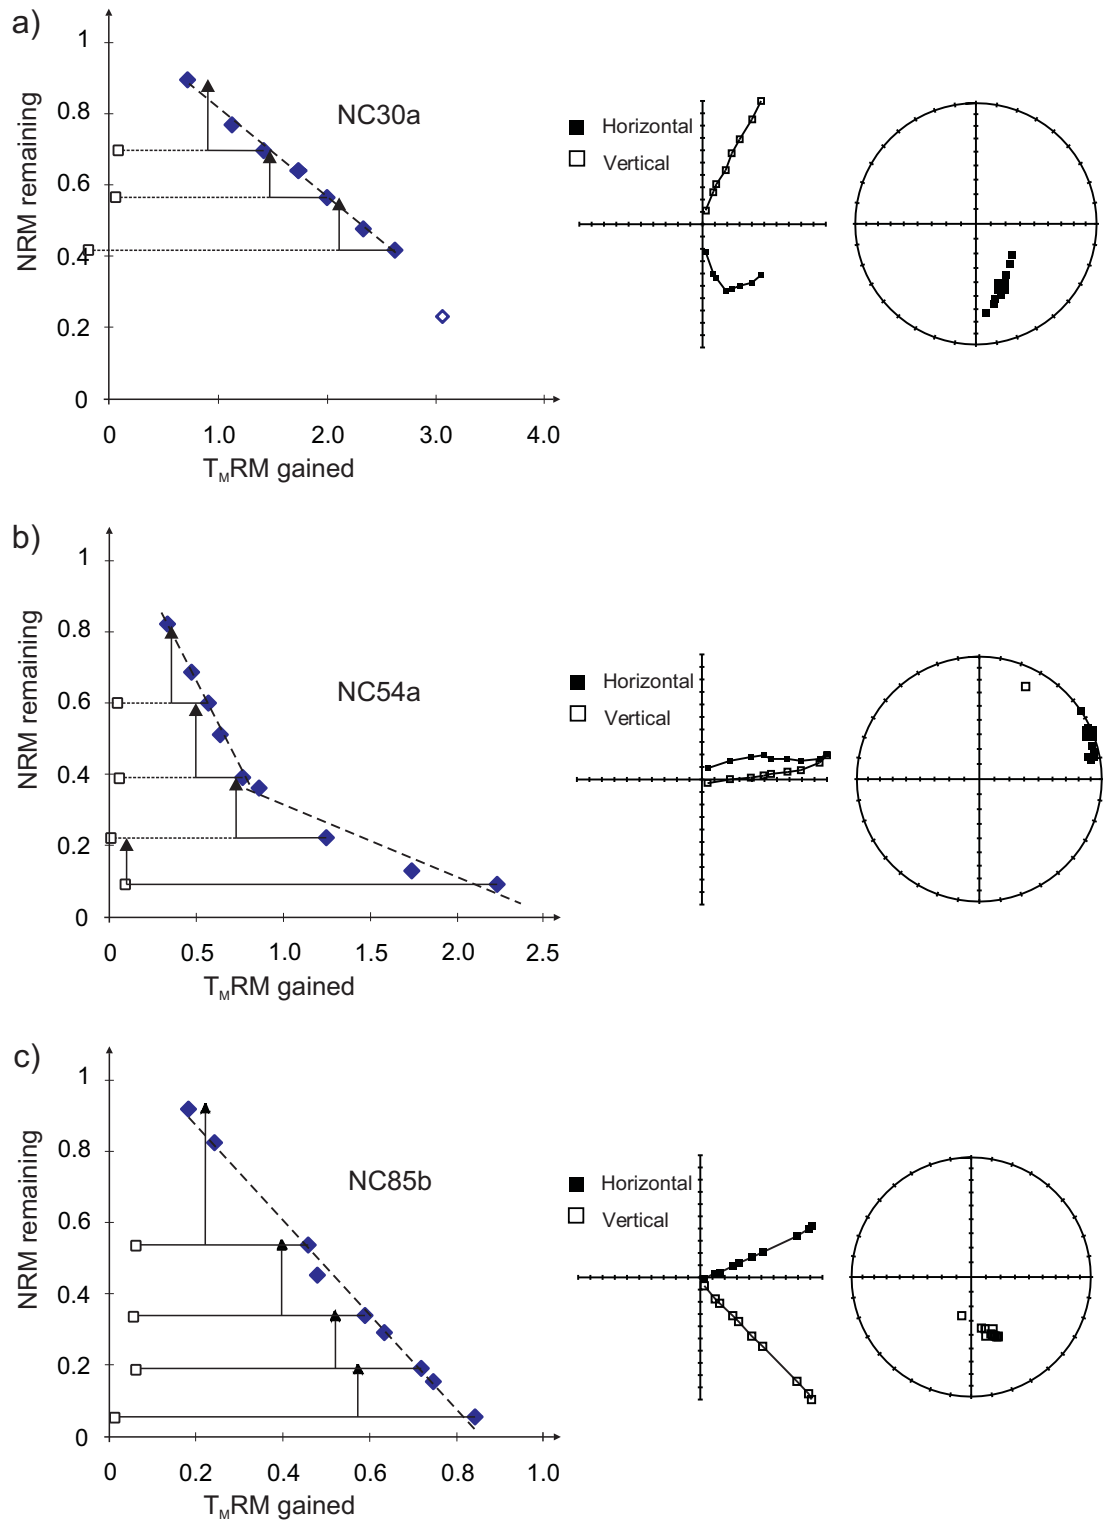 a)
1
0.8
0.6
0.4
0.2
0
NRM remaining
NC30a
0 1.0 2.0 3.0 4.0
TMRM gained
Horizontal
Vertical
b)
1
0.8
0.6
0.4
0.2
0
NRM remaining
NC54a
0 0.5 1.0 1.5 2.0 2.5
TMRM gained
Horizontal
Vertical
c)
1
0.8
0.6
0.4
0.2
0
NRM remaining
NC85b
0 0.2 0.4 0.6 0.8 1.0
TMRM gained
Horizontal
Vertical